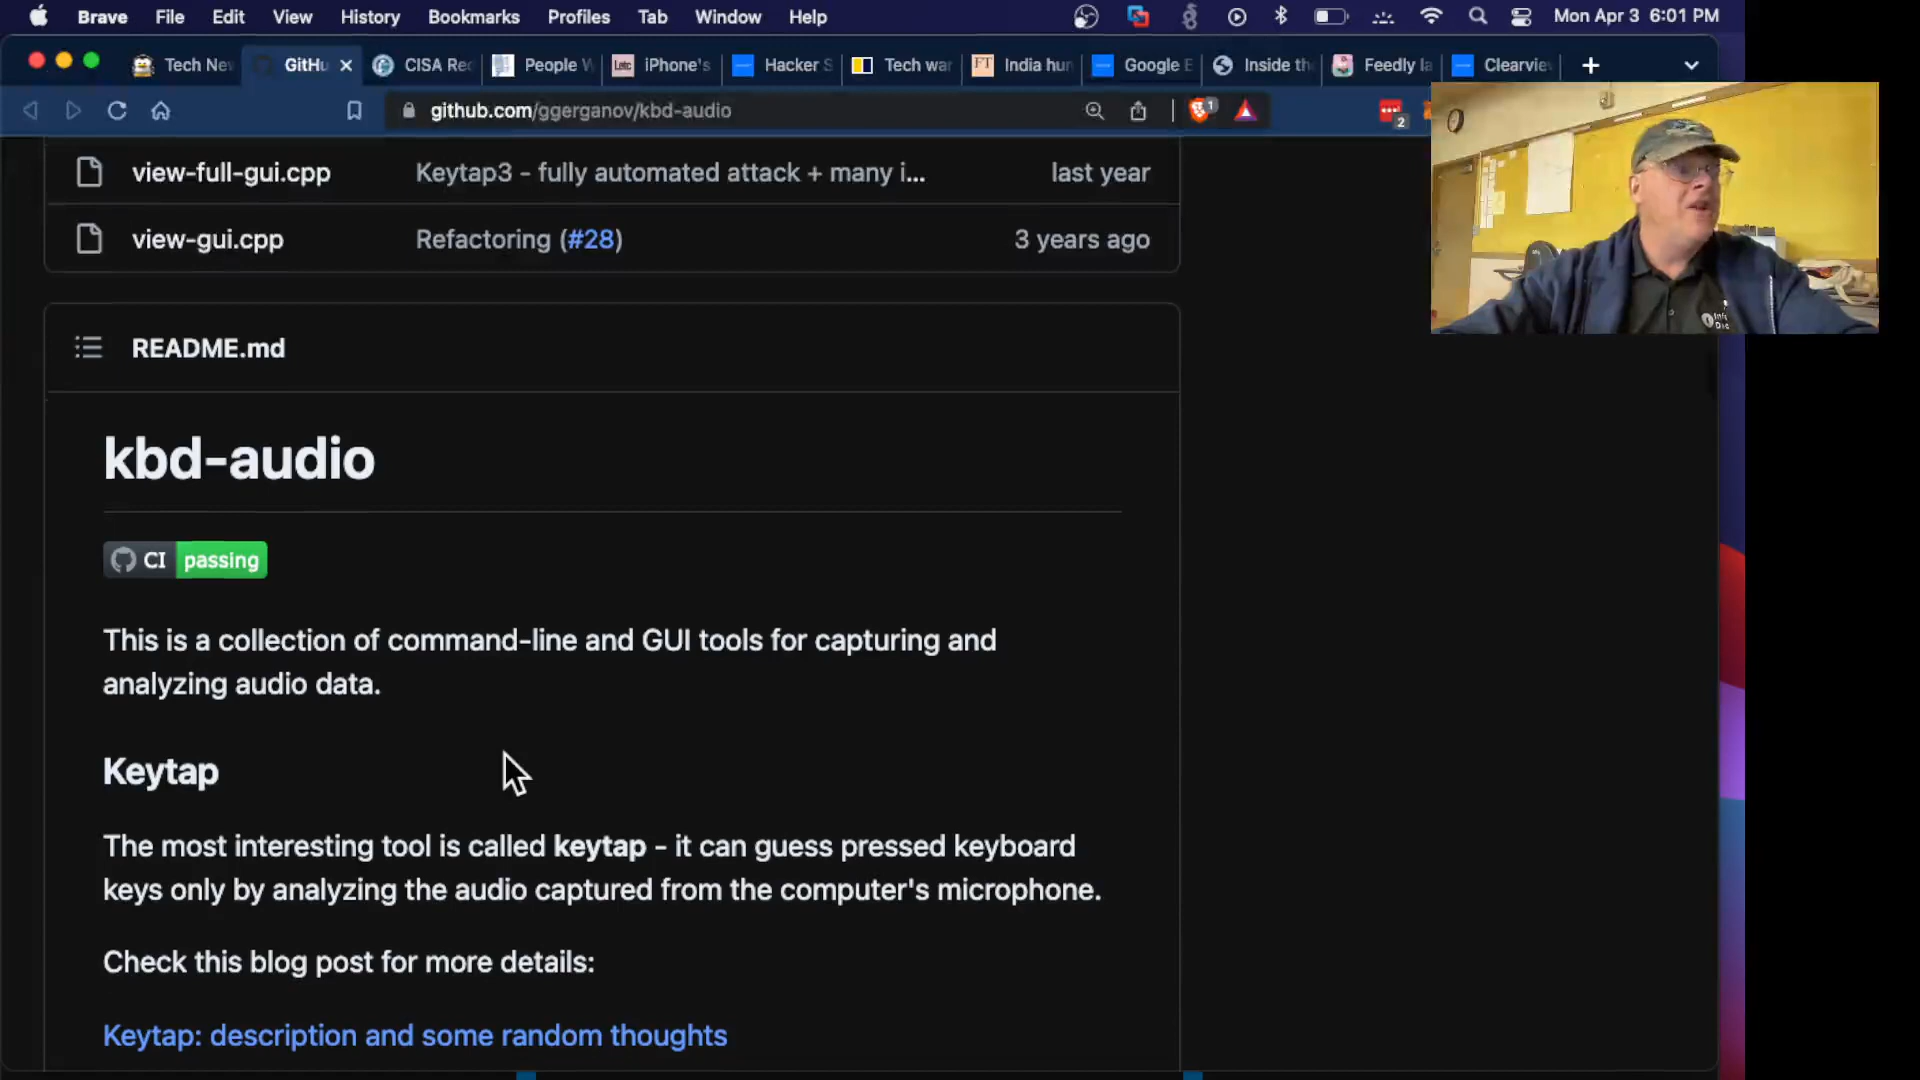 Brave File Edit View History Bookmarks Profiles Tab Window Help Mon Apr 3 6:01 PM
Tech Nev GitHu CISA Rec People W Late iPhone's Hacker S Tech war FT India hun Google E Inside th Feedly la Clearvie
github.com/ggerganov/kbd-audio 1 2
view-full-gui.cpp Keytap3 - fully automated attack + many i... last year
view-gui.cpp Refactoring (#28) 3 years ago
README.md
kbd-audio
CI passing
This is a collection of command-line and GUI tools for capturing and
analyzing audio data.
Keytap
The most interesting tool is called keytap - it can guess pressed keyboard
keys only by analyzing the audio captured from the computer's microphone.
Check this blog post for more details:
Keytap: description and some random thoughts